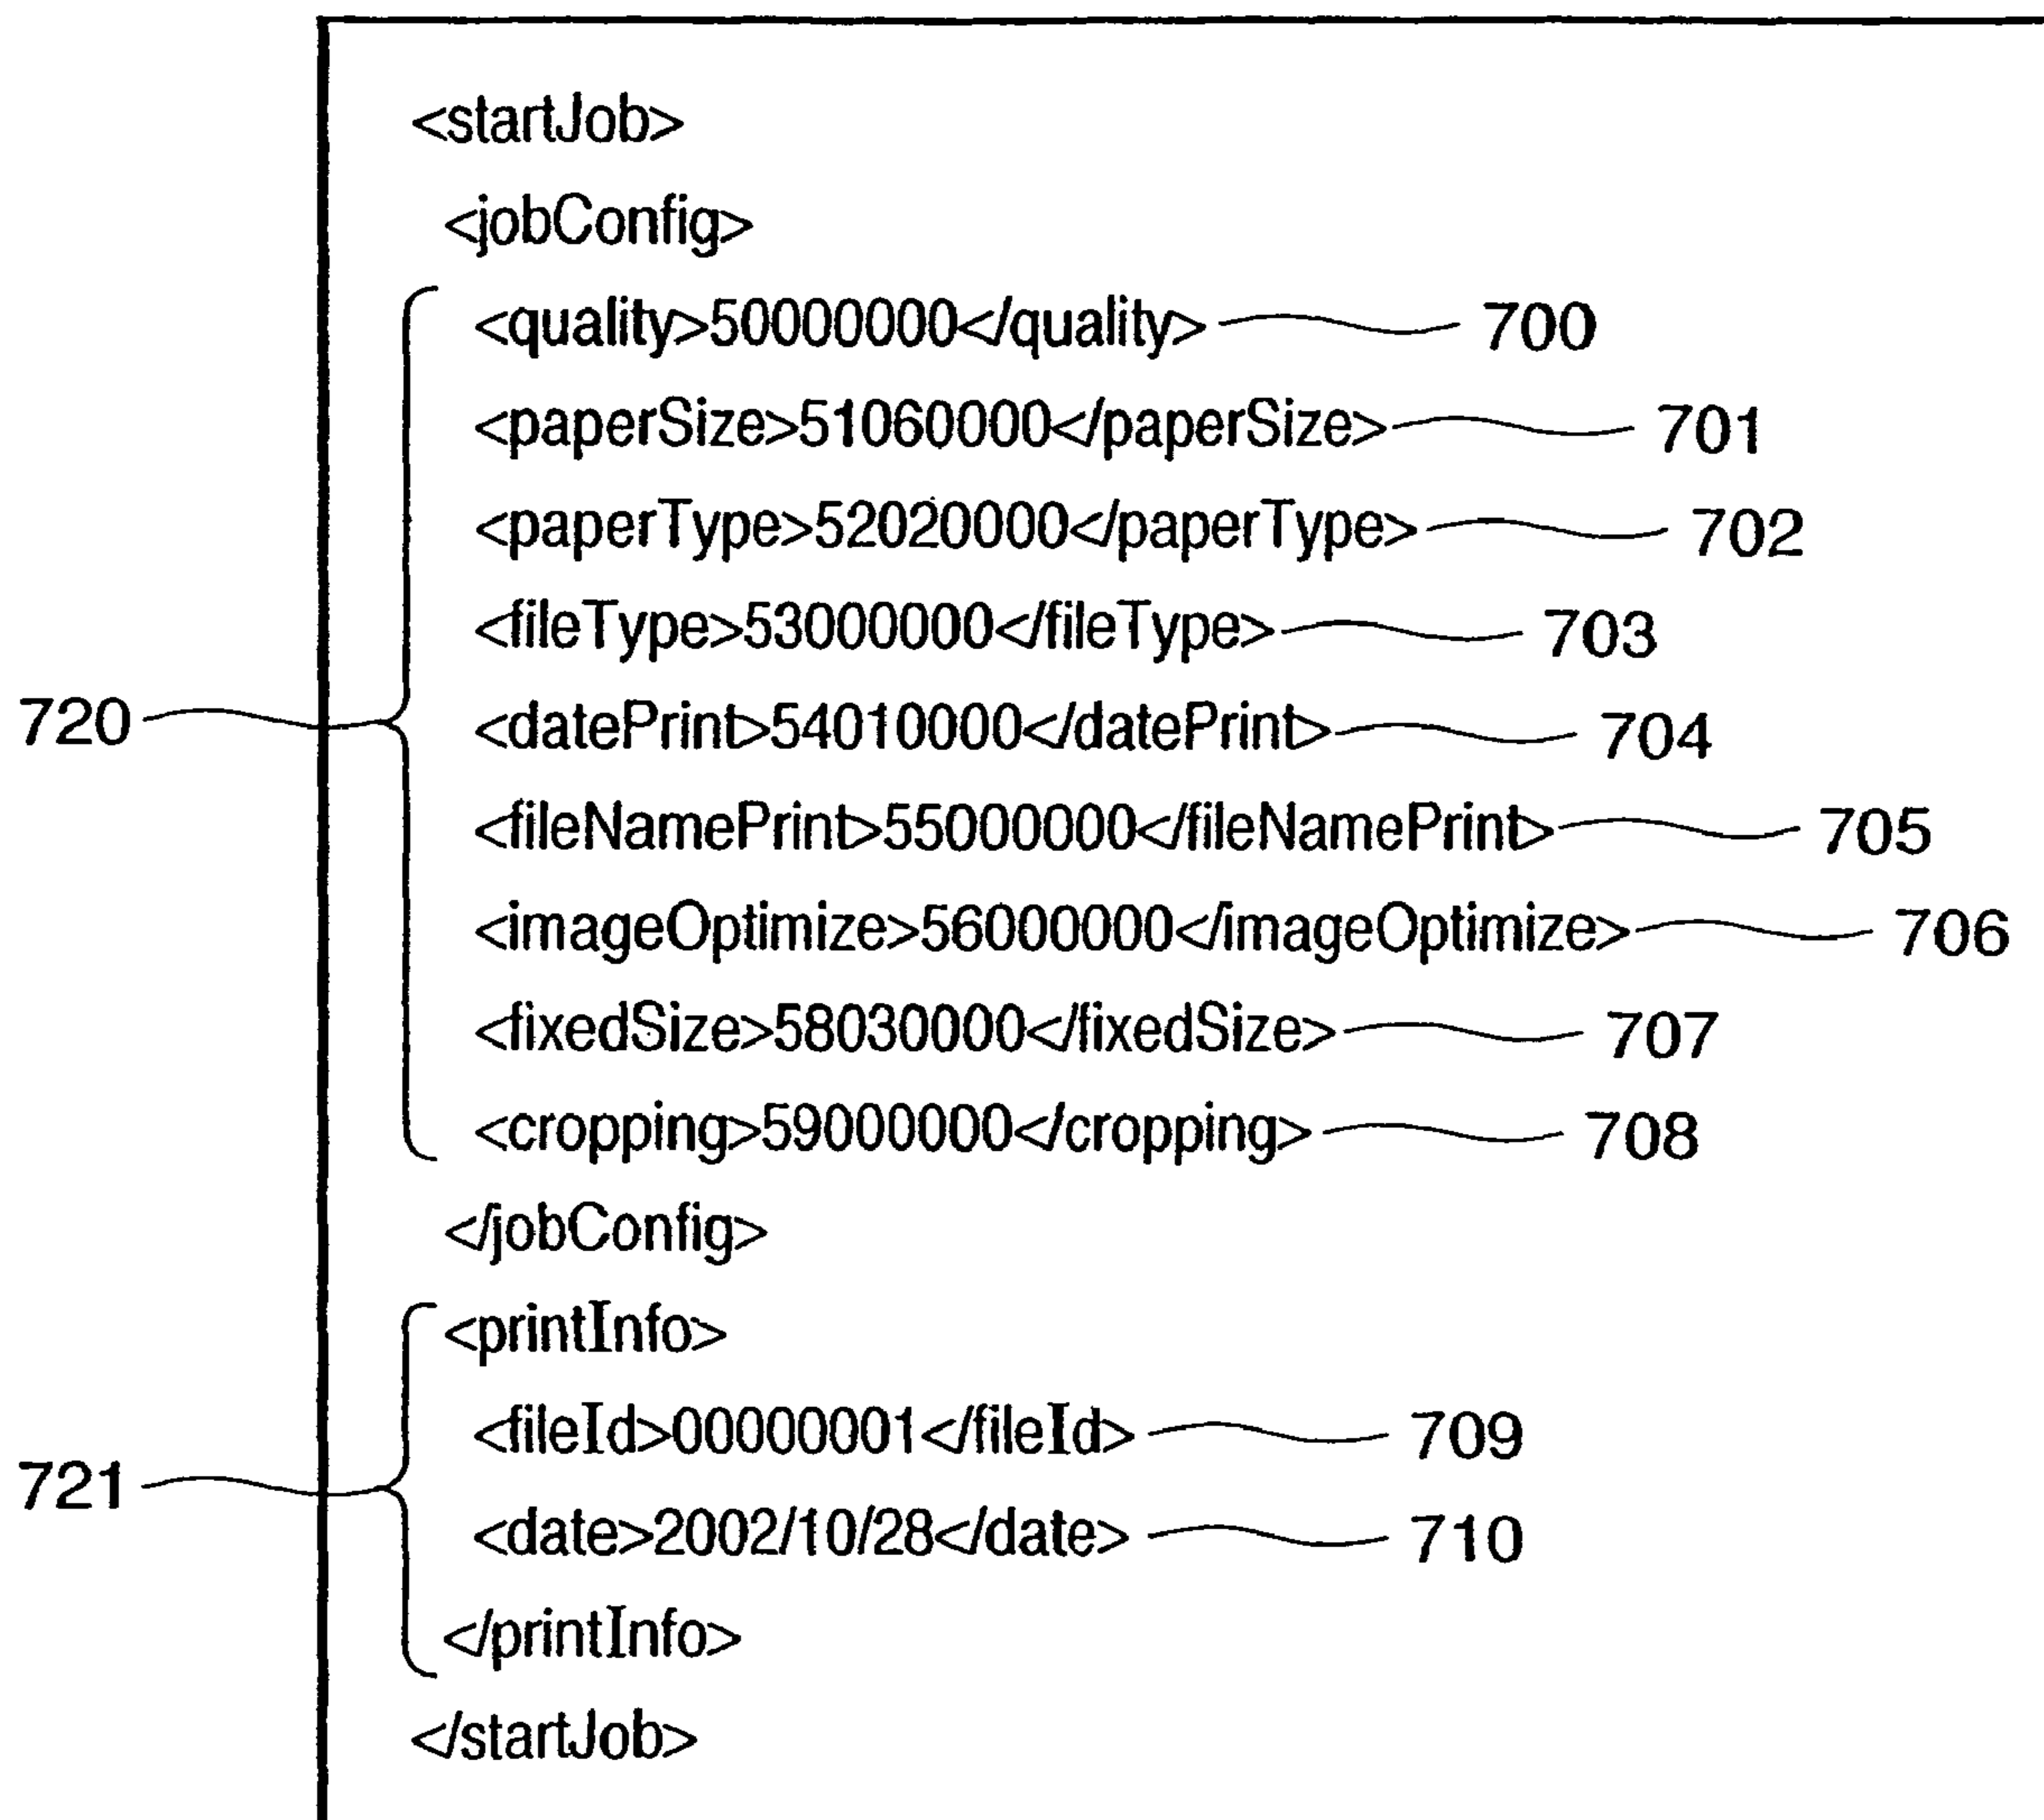 <startJob>
<jobConfig>
<quality>50000000</quality> 700
<paperSize>51060000</paperSize> 701
<paperType>52020000</paperType> 702
<fileType>53000000</fileType> 703
720 <datePrint>54010000</datePrint> 704
<fileNamePrint>55000000</fileNamePrint> 705
<imageOptimize>56000000</imageOptimize> 706
<fixedSize>58030000</fixedSize> 707
<cropping>59000000</cropping> 708
</jobConfig>
<printInfo>
<fileId>00000001</fileId> 709
721 <date>2002/10/28</date> 710
</printInfo>
</startJob>